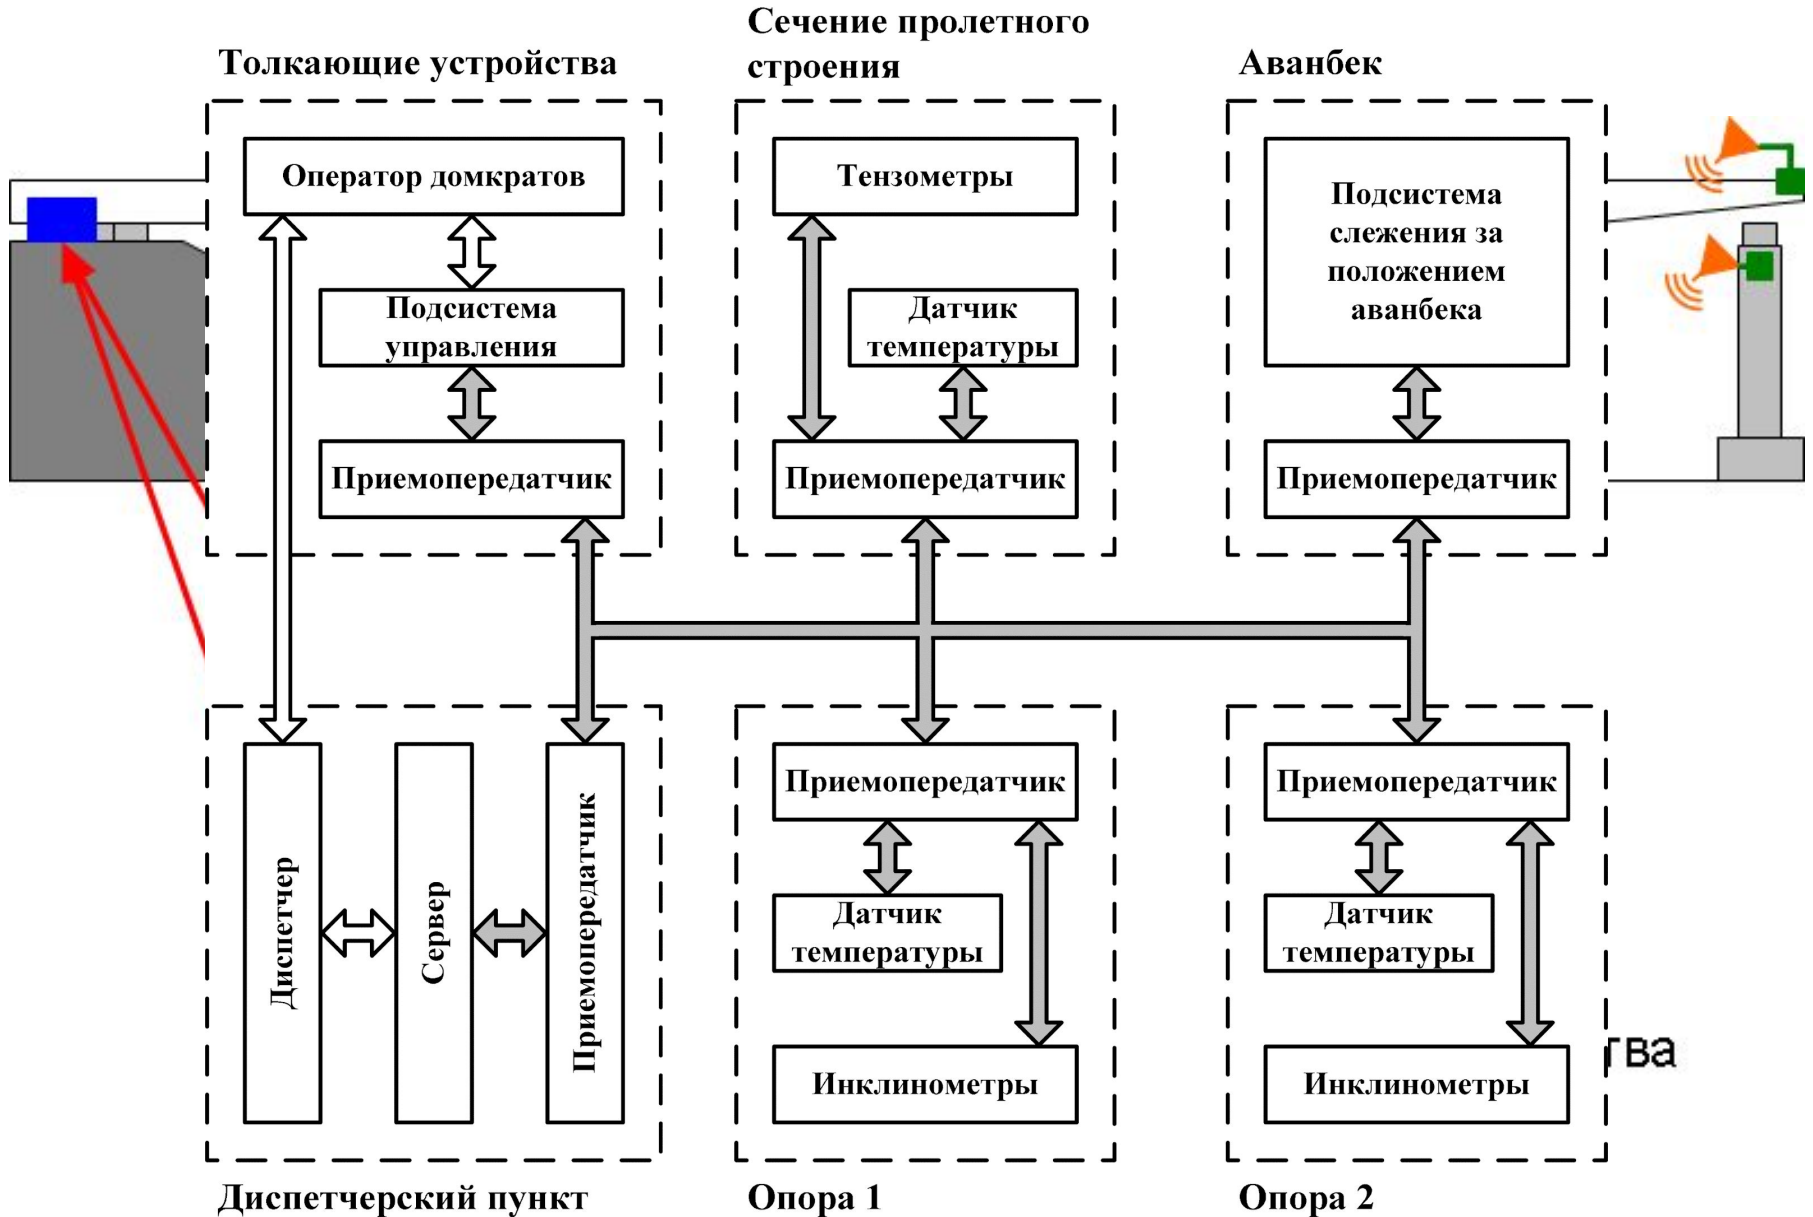 Толкающие устройства
Оператор домкратов
Подсистема
управления
Приемопередатчик
Сечение пролетного
строения
Тензометры
Датчик
температуры
Приемопередатчик
Аванбек
Подсистема
слежения за
положением
аванбека
Приемопередатчик
Диспетчер
Сервер
Приемопередатчик
Диспетчерский пункт
Приемопередатчик
Датчик
температуры
Инклинометры
Опора 1
Приемопередатчик
Датчик
температуры
Инклинометры
Опора 2
тва